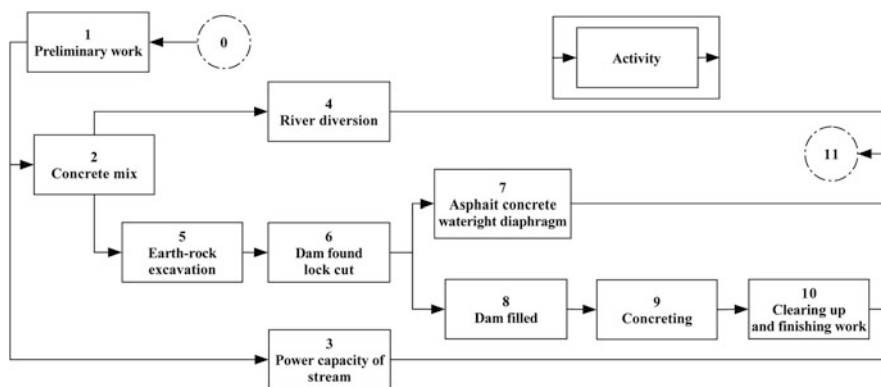 1
Preliminary work
0
Activity
4
River diversion
2
Concrete mix
11
7
Asphait concrete
wateright diaphragm
5
Earth-rock
excavation
6
Dam found
lock cut
8
Dam filled
9
Concreting
10
Clearing up
and finishing work
3
Power capacity of
stream